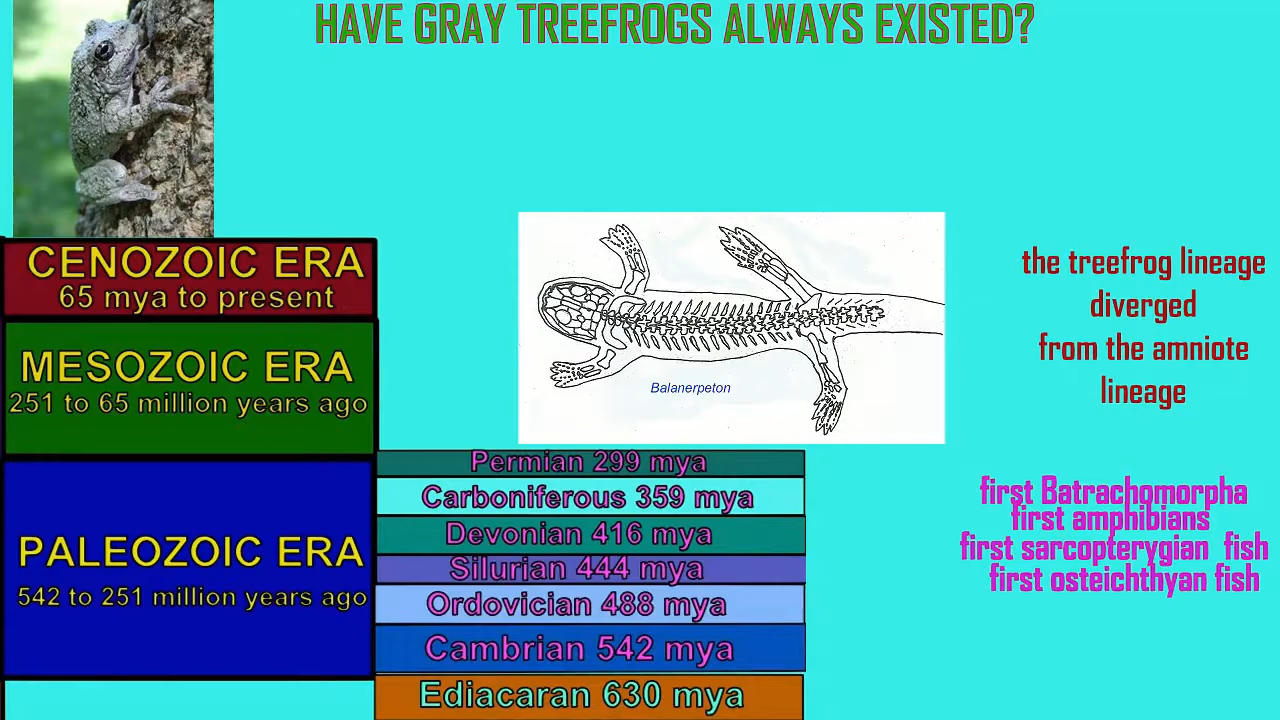 HAVE GRAY TREEFROGS ALWAYS EXISTED?
CENOZOIC ERA
65 mya to present
MESOZOIC ERA
251 to 65 million years ago
PALEOZOIC ERA
542 to 251 million years ago
Balanerpeton
Permian 299 mya
Carboniferous 359 mya
Devonian 416 mya
Silurian 444 mya
Ordovician 488 mya
Cambrian 542 mya
Ediacaran 630 mya
the treefrog lineage
diverged
from the amniote
lineage
first Batrachomorpha
first amphibians
first sarcopterygian fish
first osteichthyan fish